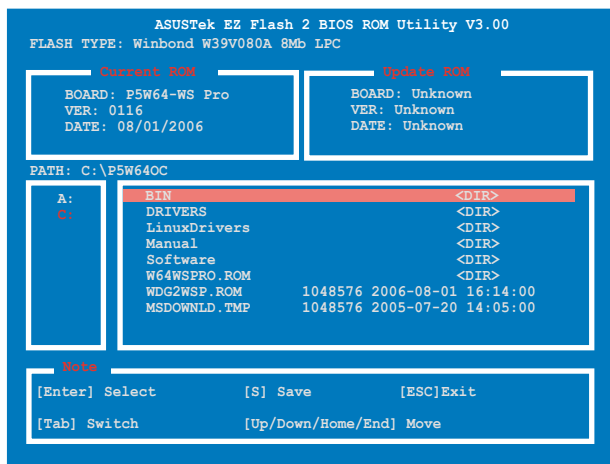 ASUSTek EZ Flash 2 BIOS ROM Utility V3.00
FLASH TYPE: Winbond W39V080A 8Mb LPC
Current ROM
BOARD: P5W64-WS Pro
VER: 0116
DATE: 08/01/2006
Update ROM
BOARD: Unknown
VER: Unknown
DATE: Unknown
PATH: C:\P5W64OC
A:
C:
BIN <DIR>
DRIVERS <DIR>
LinuxDrivers <DIR>
Manual <DIR>
Software <DIR>
W64WSPRO.ROM <DIR>
WDG2WSP.ROM 1048576 2006-08-01 16:14:00
MSDOWNLD.TMP 1048576 2005-07-20 14:05:00
Note
[Enter] Select [S] Save [ESC]Exit
[Tab] Switch [Up/Down/Home/End] Move